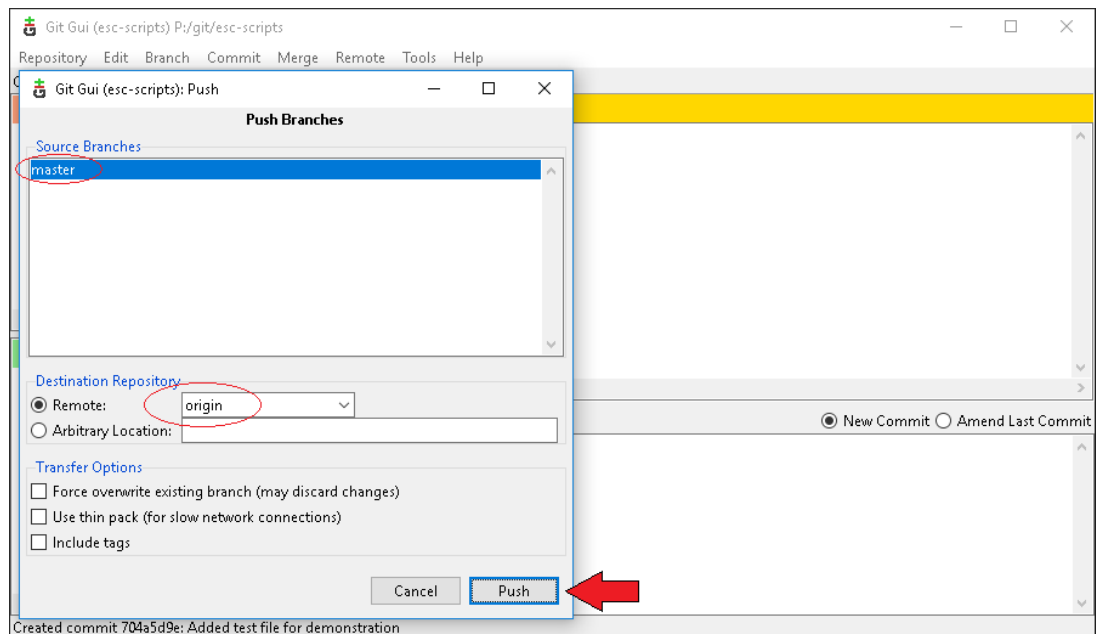 Git Gui (esc-scripts) P:/git/esc-scripts
Repository Edit Branch Commit Merge Remote Tools Help
Git Gui (esc-scripts): Push
Push Branches
Source Branches
master
Destination Repository
Remote: origin
Arbitrary Location:
Transfer Options
Force overwrite existing branch (may discard changes)
Use thin pack (for slow network connections)
Include tags
Cancel Push
New Commit Amend Last Commit
Created commit 704a5d9e: Added test file for demonstration